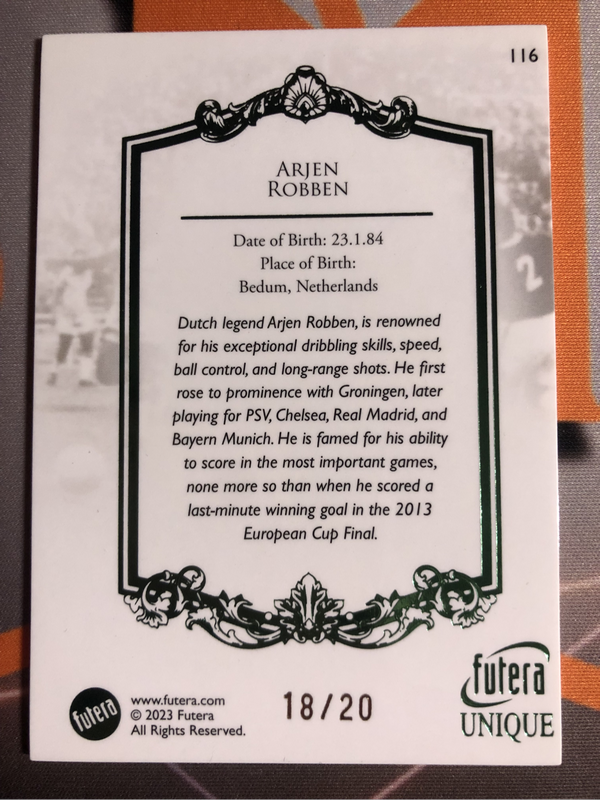 116
ARJEN
ROBBEN
Date of Birth: 23.1.84
Place of Birth:
Bedum, Netherlands
Dutch legend Arjen Robben, is renowned
for his exceptional dribbling skills, speed,
ball control, and long-range shots. He first
rose to prominence with Groningen, later
playing for PSV, Chelsea, Real Madrid, and
Bayern Munich. He is famed for his ability
to score in the most important games,
none more so than when he scored a
last-minute winning goal in the 2013
European Cup Final.
2
futera
www.futera.com
© 2023 Futera
All Rights Reserved.
18/20
futera
UNIQUE